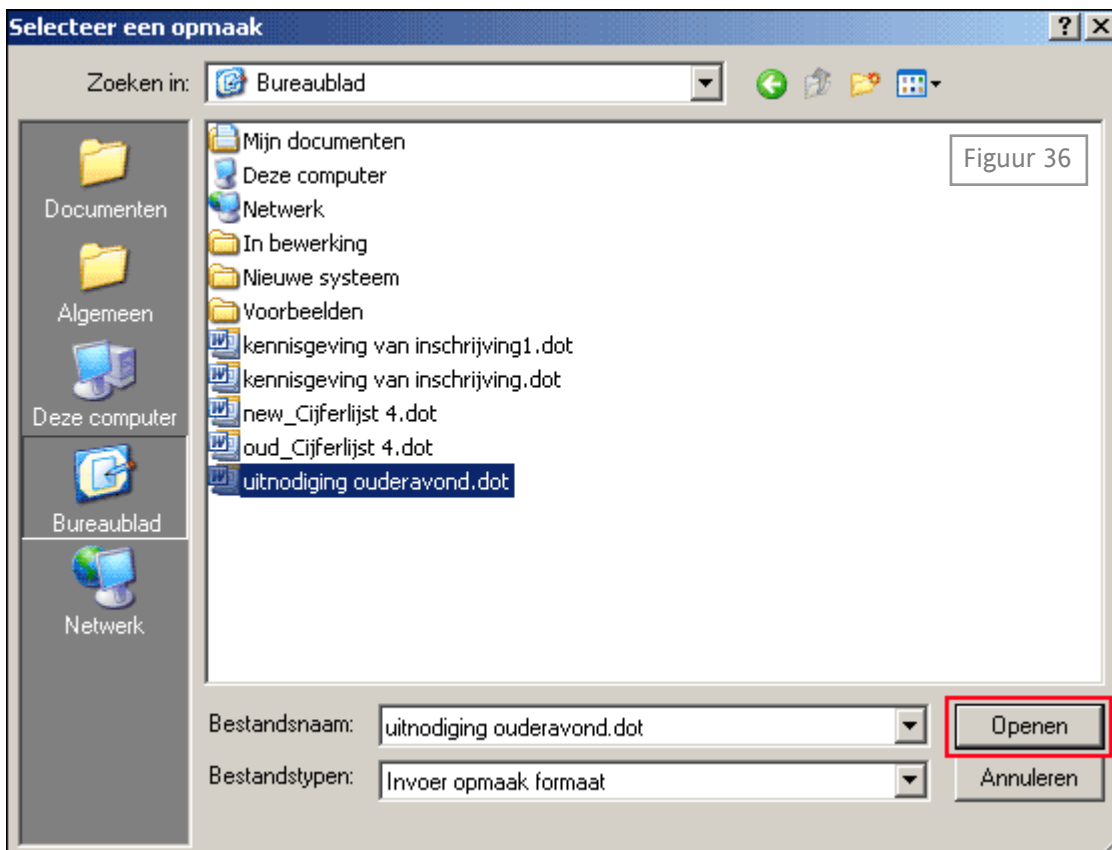 Selecteer een opmaak
Zoeken in: Bureaublad
Figuur 36
Documenten
Algemeen
Deze computer
Bureaublad
Netwerk
Mijn documenten
Deze computer
Netwerk
In bewerking
Nieuwe systeem
Voorbeelden
kennisgeving van inschrijving1.dot
kennisgeving van inschrijving.dot
new_Cijferlijst 4.dot
oud_Cijferlijst 4.dot
uitnodiging ouderavond.dot
Bestandsnaam: uitnodiging ouderavond.dot Openen
Bestandstypen: Invoer opmaak formaat Annuleren